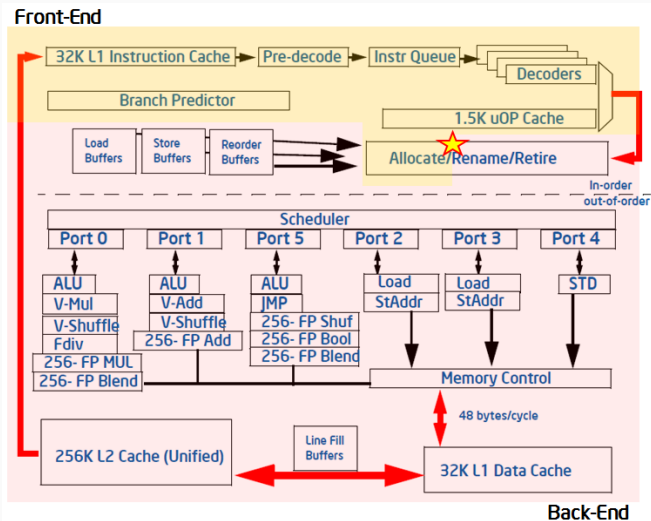 Front-End
32K L1 Instruction Cache
Pre-decode
Instr Queue
Decoders
Branch Predictor
1.5K uOP Cache
Load
Buffers
Store
Buffers
Reorder
Buffers
Allocate/Rename/Retire
In-order
out-of-order
Scheduler
Port 0
Port 1
Port 5
Port 2
Port 3
Port 4
ALU
V-Mul
V-Shuffle
Fdiv
256- FP MUL
256- FP Blend
ALU
V-Add
V-Shuffle
256- FP Add
ALU
JMP
256- FP Shuf
256- FP Bool
256- FP Blend
Load
StAddr
Load
StAddr
STD
Memory Control
48 bytes/cycle
256K L2 Cache (Unified)
Line Fill
Buffers
32K L1 Data Cache
Back-End